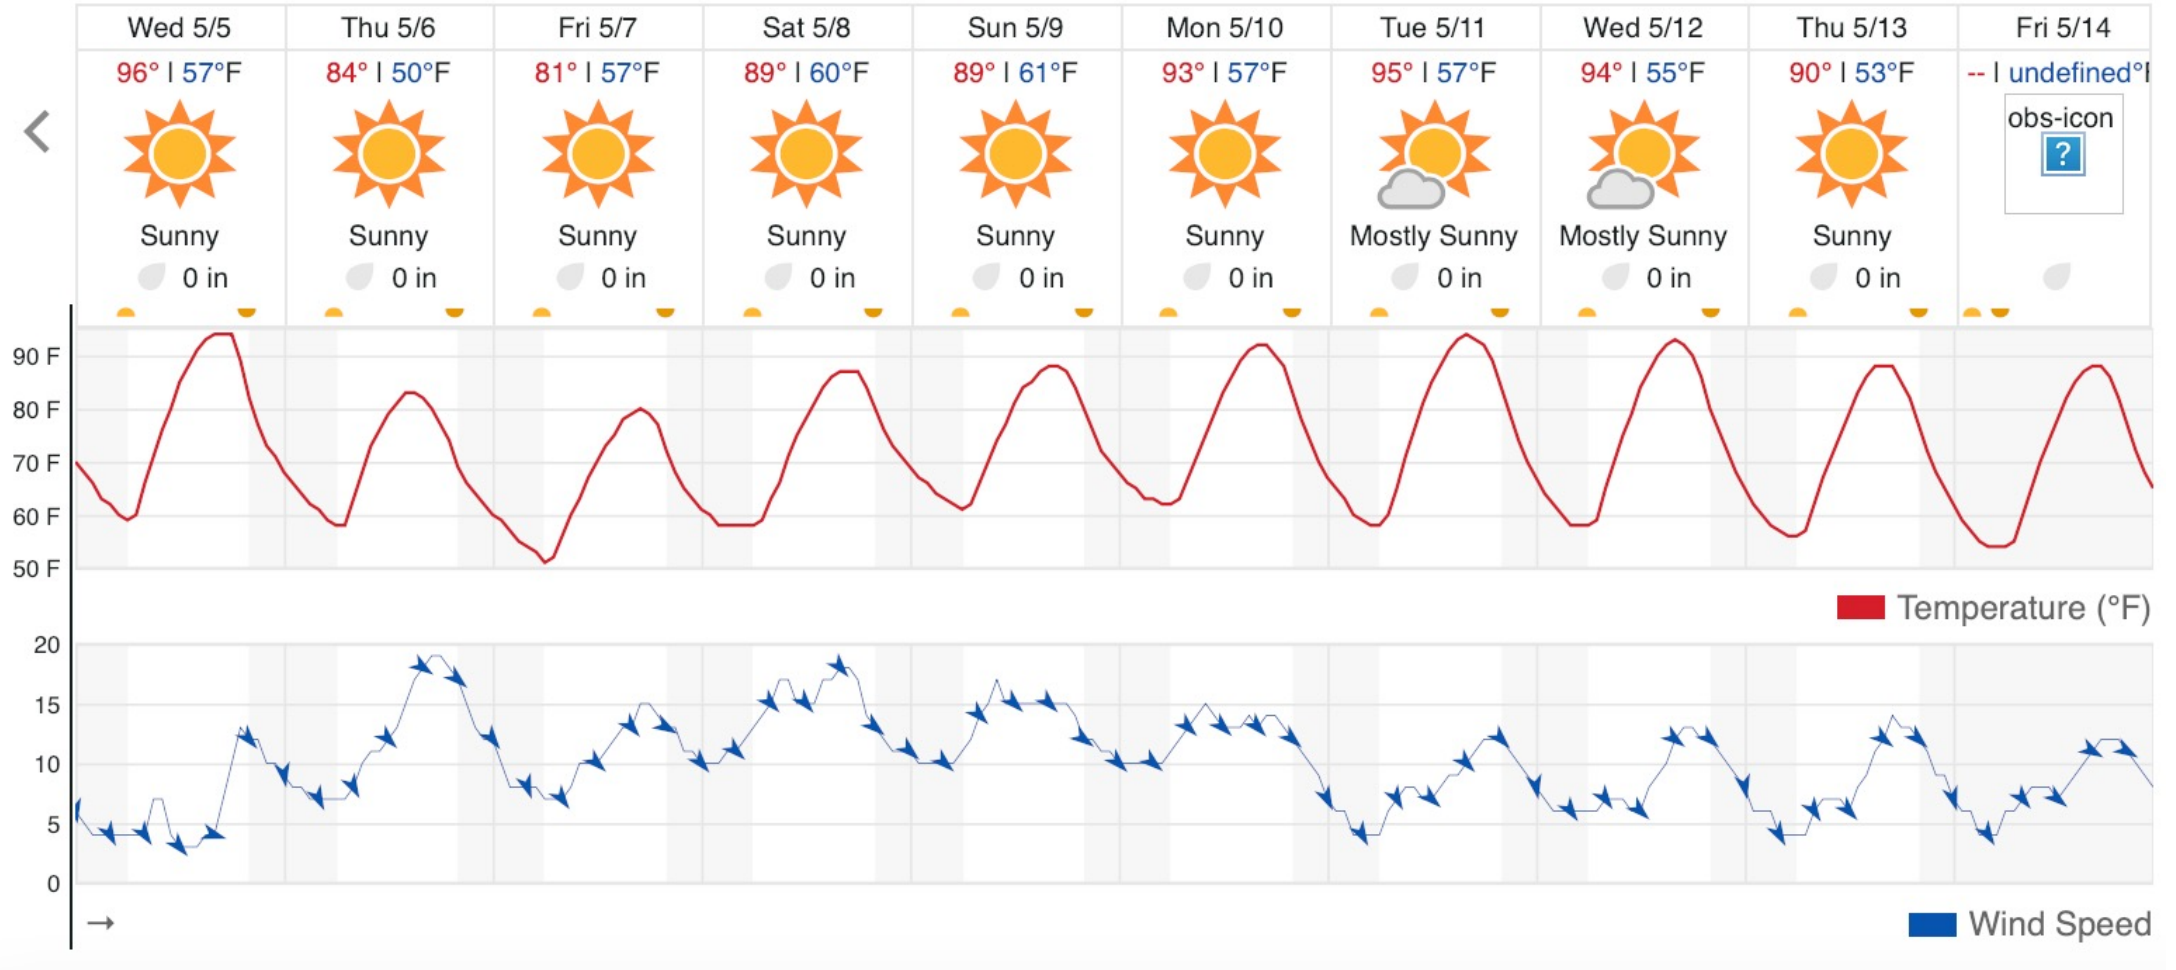 Wed 5/5 Thu 5/6 Fri 5/7 Sat 5/8 Sun 5/9 Mon 5/10 Tue 5/11 Wed 5/12 Thu 5/13 Fri 5/14
96° | 57°F 84° | 50°F 81° | 57°F 89° | 60°F 89° | 61°F 93° | 57°F 95° | 57°F 94° | 55°F 90° | 53°F -- | undefined°F
obs-icon
?
Sunny Sunny Sunny Sunny Sunny Sunny Mostly Sunny Mostly Sunny Sunny
0 in 0 in 0 in 0 in 0 in 0 in 0 in 0 in 0 in
90 F
80 F
70 F
60 F
50 F
Temperature (°F)
20
15
10
5
0
→
Wind Speed